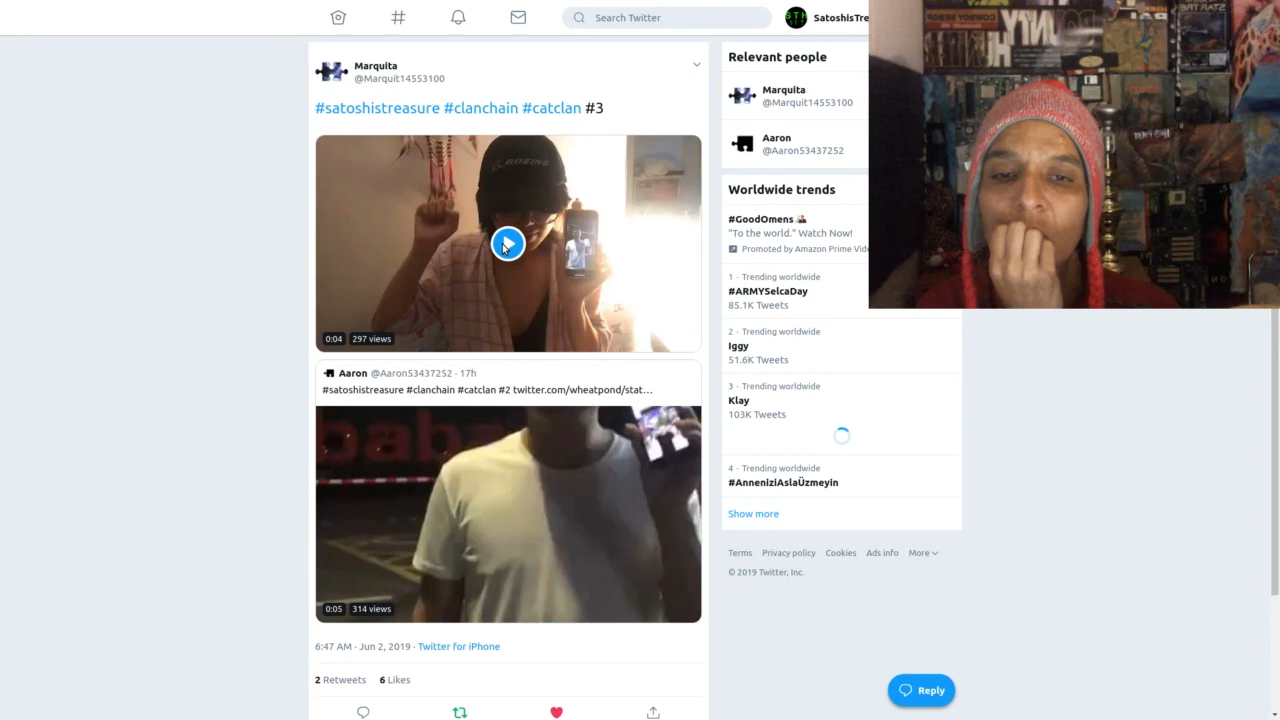 Search Twitter
SatoshisTre
Marquita
@Marquit14553100
#satoshistreasure #clanchain #catclan #3
BOEING
0:04 297 views
Aaron @Aaron53437252 · 17h
#satoshistreasure #clanchain #catclan #2 twitter.com/wheatpond/stat…
baba
0:05 314 views
6:47 AM · Jun 2, 2019 · Twitter for iPhone
2 Retweets 6 Likes
Relevant people
Marquita
@Marquit14553100
Aaron
@Aaron53437252
Worldwide trends
#GoodOmens
"To the world." Watch Now!
Promoted by Amazon Prime Vide
1 · Trending worldwide
#ARMYSelcaDay
85.1K Tweets
2 · Trending worldwide
Iggy
51.6K Tweets
3 · Trending worldwide
Klay
103K Tweets
4 · Trending worldwide
#AnneniziAslaÜzmeyin
Show more
Terms Privacy policy Cookies Ads info More
© 2019 Twitter, Inc.
Reply